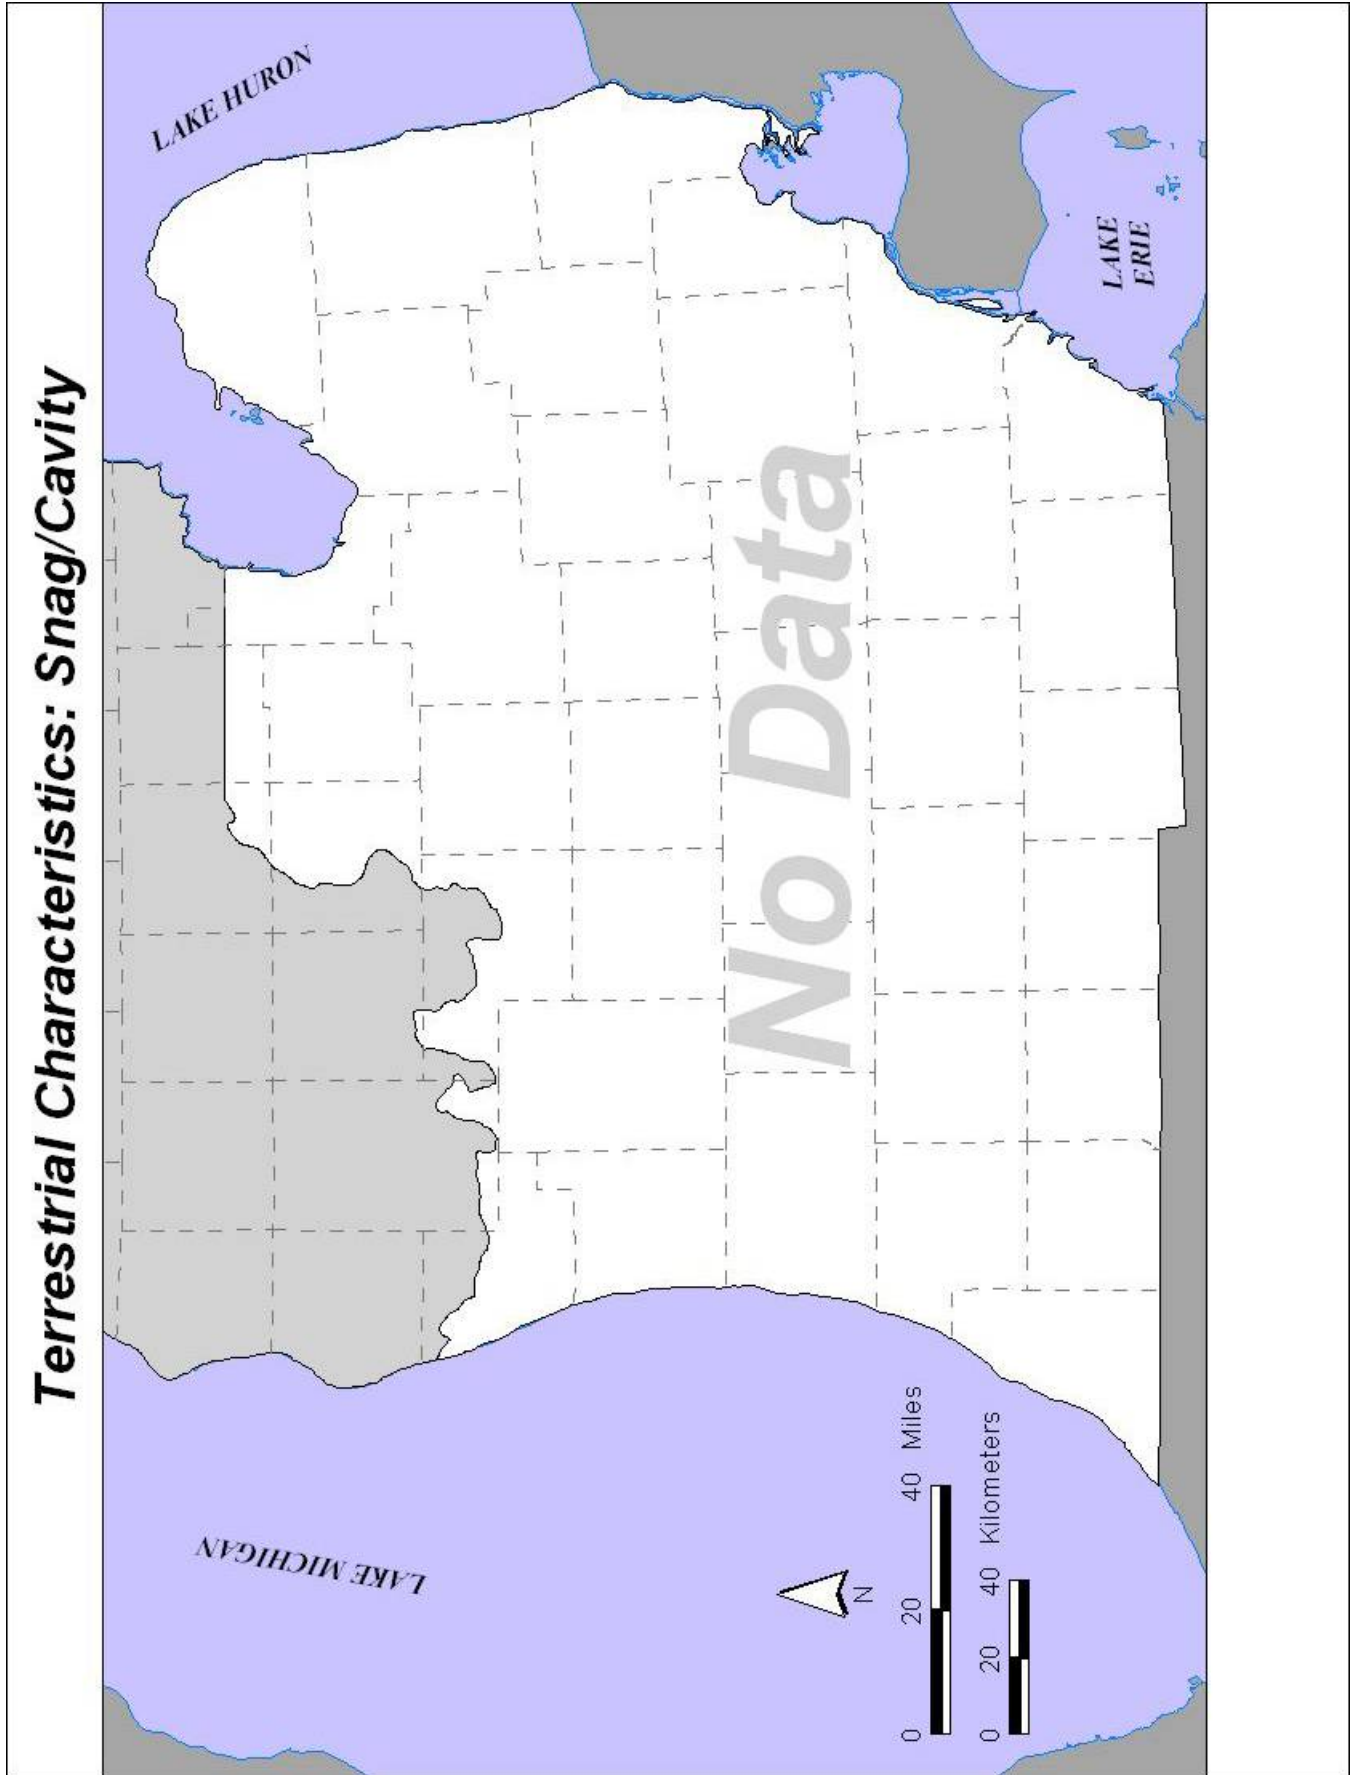 Terrestrial Characteristics: Snag/Cavity
LAKE HURON
LAKE MICHIGAN
LAKE
ERIE
No Data
N
0 20 40 Miles
0 20 40 Kilometers